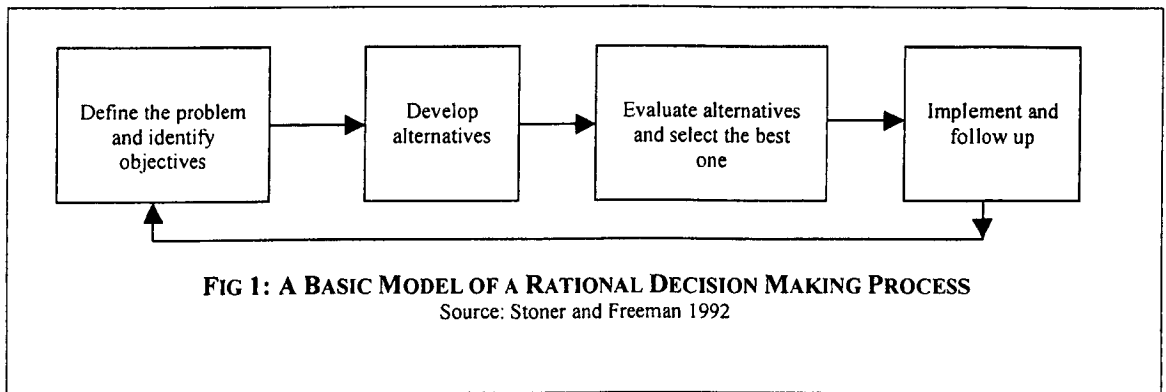 Define the problem
and identify
objectives
Develop
alternatives
Evaluate alternatives
and select the best
one
Implement and
follow up
FIG 1: A BASIC MODEL OF A RATIONAL DECISION MAKING PROCESS
Source: Stoner and Freeman 1992